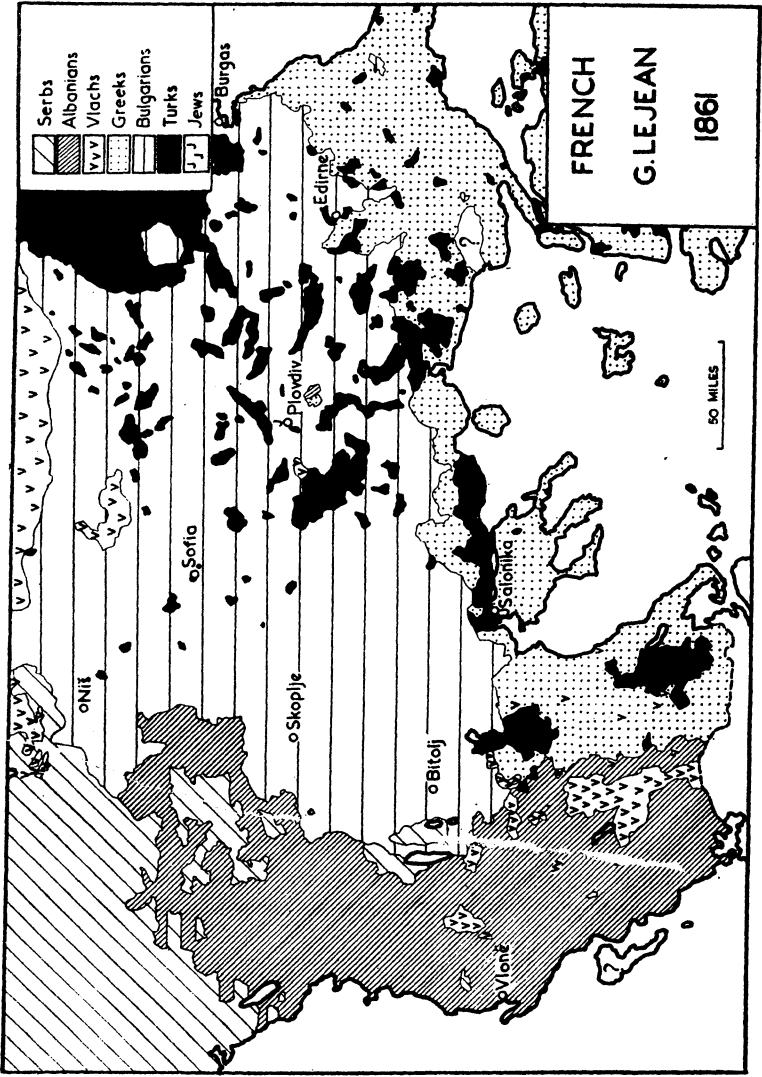 Serbs
Albanians
Vlachs
Greeks
Bulgarians
Turks
Jews
FRENCH
G. LEJEAN
1861
Burgas
Edirne
Plovdiv
Sofia
Niš
Skoplje
Bitolj
Salonika
Vlonë
50 MILES
?
?